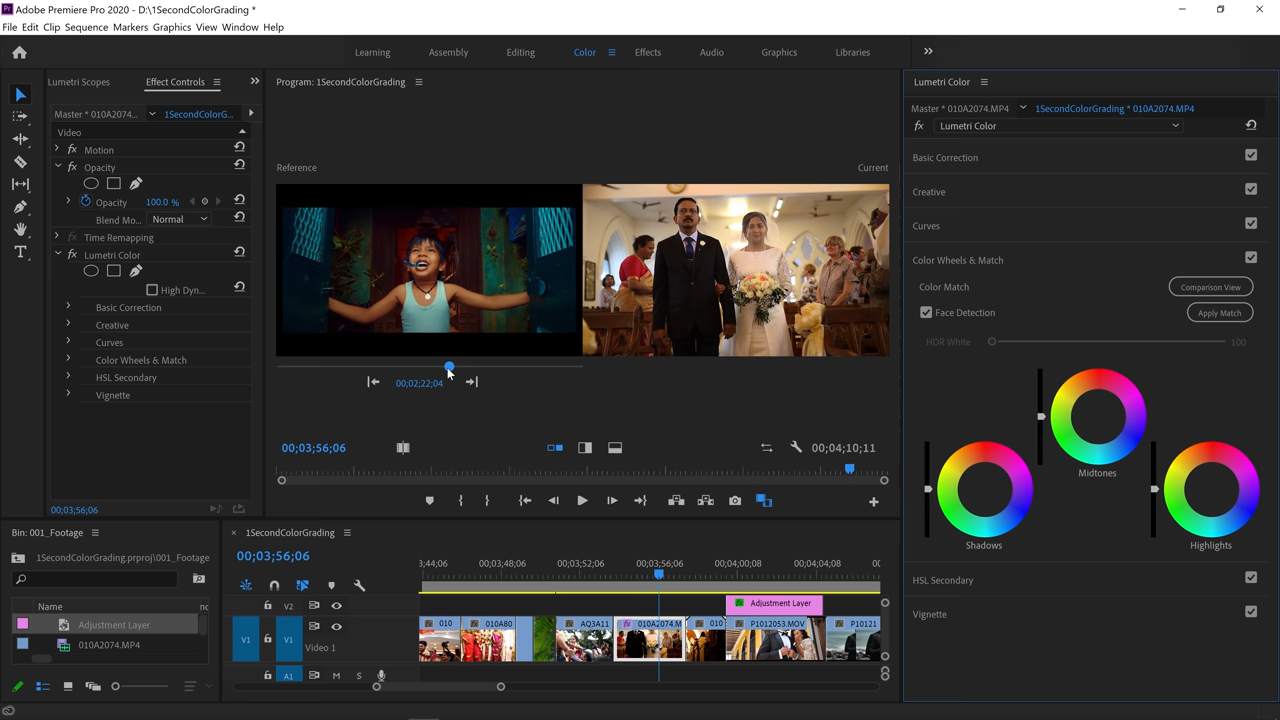 Adobe Premiere Pro 2020 - D:\1SecondColorGrading *
File Edit Clip Sequence Markers Graphics View Window Help
Learning Assembly Editing Color Effects Audio Graphics Libraries
Lumetri Scopes Effect Controls
Master * 010A2074... 1SecondColorG...
Video
fx Motion
fx Opacity
Opacity 100.0 %
Blend Mo... Normal
fx Time Remapping
fx Lumetri Color
High Dyn...
Basic Correction
Creative
Curves
Color Wheels & Match
HSL Secondary
Vignette
00;03;56;06
Program: 1SecondColorGrading
Reference Current
00;02;22;04
00;03;56;06 00;04;10;11
Lumetri Color
Master * 010A2074.MP4 1SecondColorGrading * 010A2074.MP4
fx Lumetri Color
Basic Correction
Creative
Curves
Color Wheels & Match
Color Match Comparison View
Face Detection Apply Match
HDR White 100
Midtones
Shadows Highlights
HSL Secondary
Vignette
Bin: 001_Footage
1SecondColorGrading.prproj\001_Footage
Name
Adjustment Layer
010A2074.MP4
1SecondColorGrading
00;03;56;06
;3;44;06 00;03;48;06 00;03;52;06 00;03;56;06 00;04;00;08 00;04;04;08 00
V2 Adjustment Layer
V1 V1 010 010A80 AQ3A11 010A2074.M 010 P1012053.MOV P10121
Video 1
A1 M S